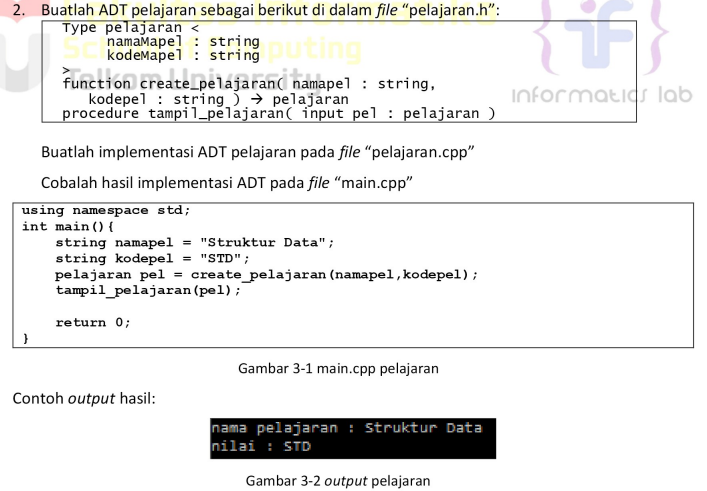 2. Buatlah ADT pelajaran sebagai berikut di dalam file “pelajaran.h”:
Type pelajaran <
namaMapel : string
kodeMapel : string
>
function create_pelajaran( namapel : string,
kodepel : string ) → pelajaran
procedure tampil_pelajaran( input pel : pelajaran )
informatics lab
Buatlah implementasi ADT pelajaran pada file “pelajaran.cpp”
Cobalah hasil implementasi ADT pada file “main.cpp”
using namespace std;
int main(){
string namapel = "Struktur Data";
string kodepel = "STD";
pelajaran pel = create_pelajaran(namapel,kodepel);
tampil_pelajaran(pel);
return 0;
}
Gambar 3-1 main.cpp pelajaran
Contoh output hasil:
nama pelajaran : Struktur Data
nilai : STD
Gambar 3-2 output pelajaran